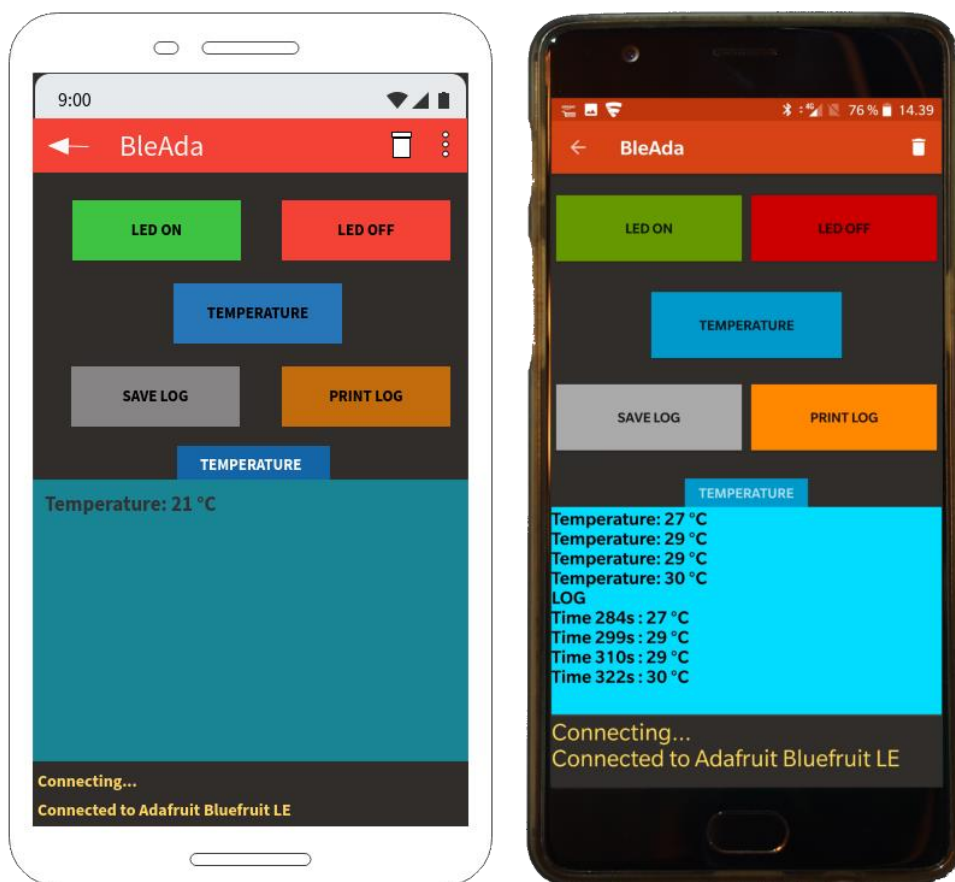 9:00
BleAda
LED ON LED OFF
TEMPERATURE
SAVE LOG PRINT LOG
TEMPERATURE
Temperature: 21 °C
Connecting...
Connected to Adafruit Bluefruit LE
4G 76 % 14.39
BleAda
LED ON LED OFF
TEMPERATURE
SAVE LOG PRINT LOG
TEMPERATURE
Temperature: 27 °C
Temperature: 29 °C
Temperature: 29 °C
Temperature: 30 °C
LOG
Time 284s : 27 °C
Time 299s : 29 °C
Time 310s : 29 °C
Time 322s : 30 °C
Connecting...
Connected to Adafruit Bluefruit LE